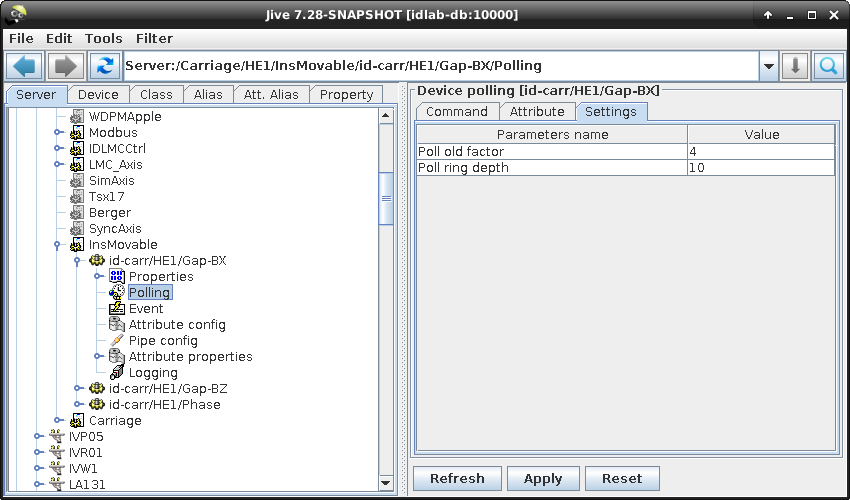 Jive 7.28-SNAPSHOT [idlab-db:10000]
File Edit Tools Filter
Server:/Carriage/HE1/InsMovable/id-carr/HE1/Gap-BX/Polling
Server Device Class Alias Att. Alias Property
WDPMApple
Modbus
IDLMCCtrl
LMC_Axis
SimAxis
Tsx17
Berger
SyncAxis
InsMovable
id-carr/HE1/Gap-BX
Properties
Polling
Event
Attribute config
Pipe config
Attribute properties
Logging
id-carr/HE1/Gap-BZ
id-carr/HE1/Phase
Carriage
IVP05
IVR01
IVW1
LA131
Device polling [id-carr/HE1/Gap-BX]
Command Attribute Settings
Parameters name Value
Poll old factor 4
Poll ring depth 10
Refresh Apply Reset